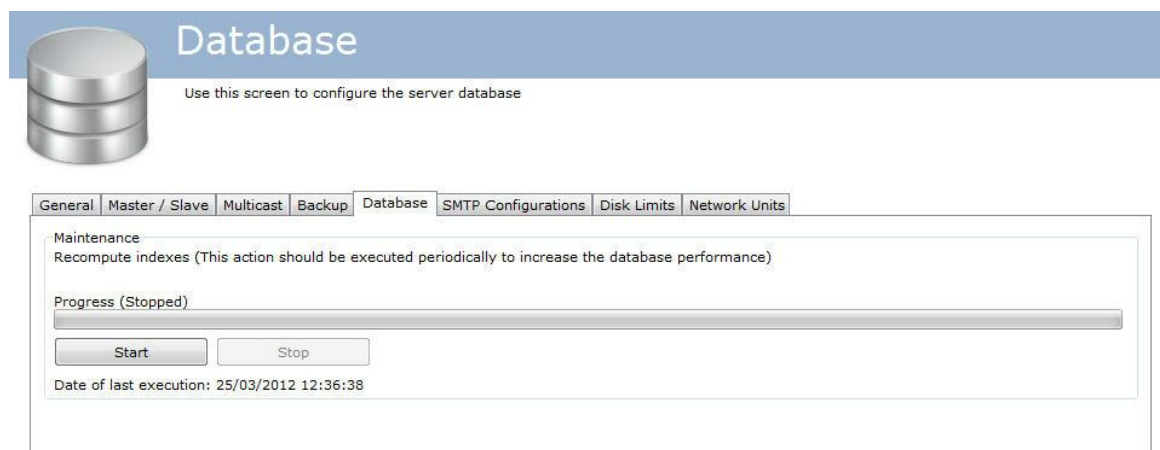 Database
Use this screen to configure the server database
General Master / Slave Multicast Backup Database SMTP Configurations Disk Limits Network Units
Maintenance
Recompute indexes (This action should be executed periodically to increase the database performance)
Progress (Stopped)
Start Stop
Date of last execution: 25/03/2012 12:36:38